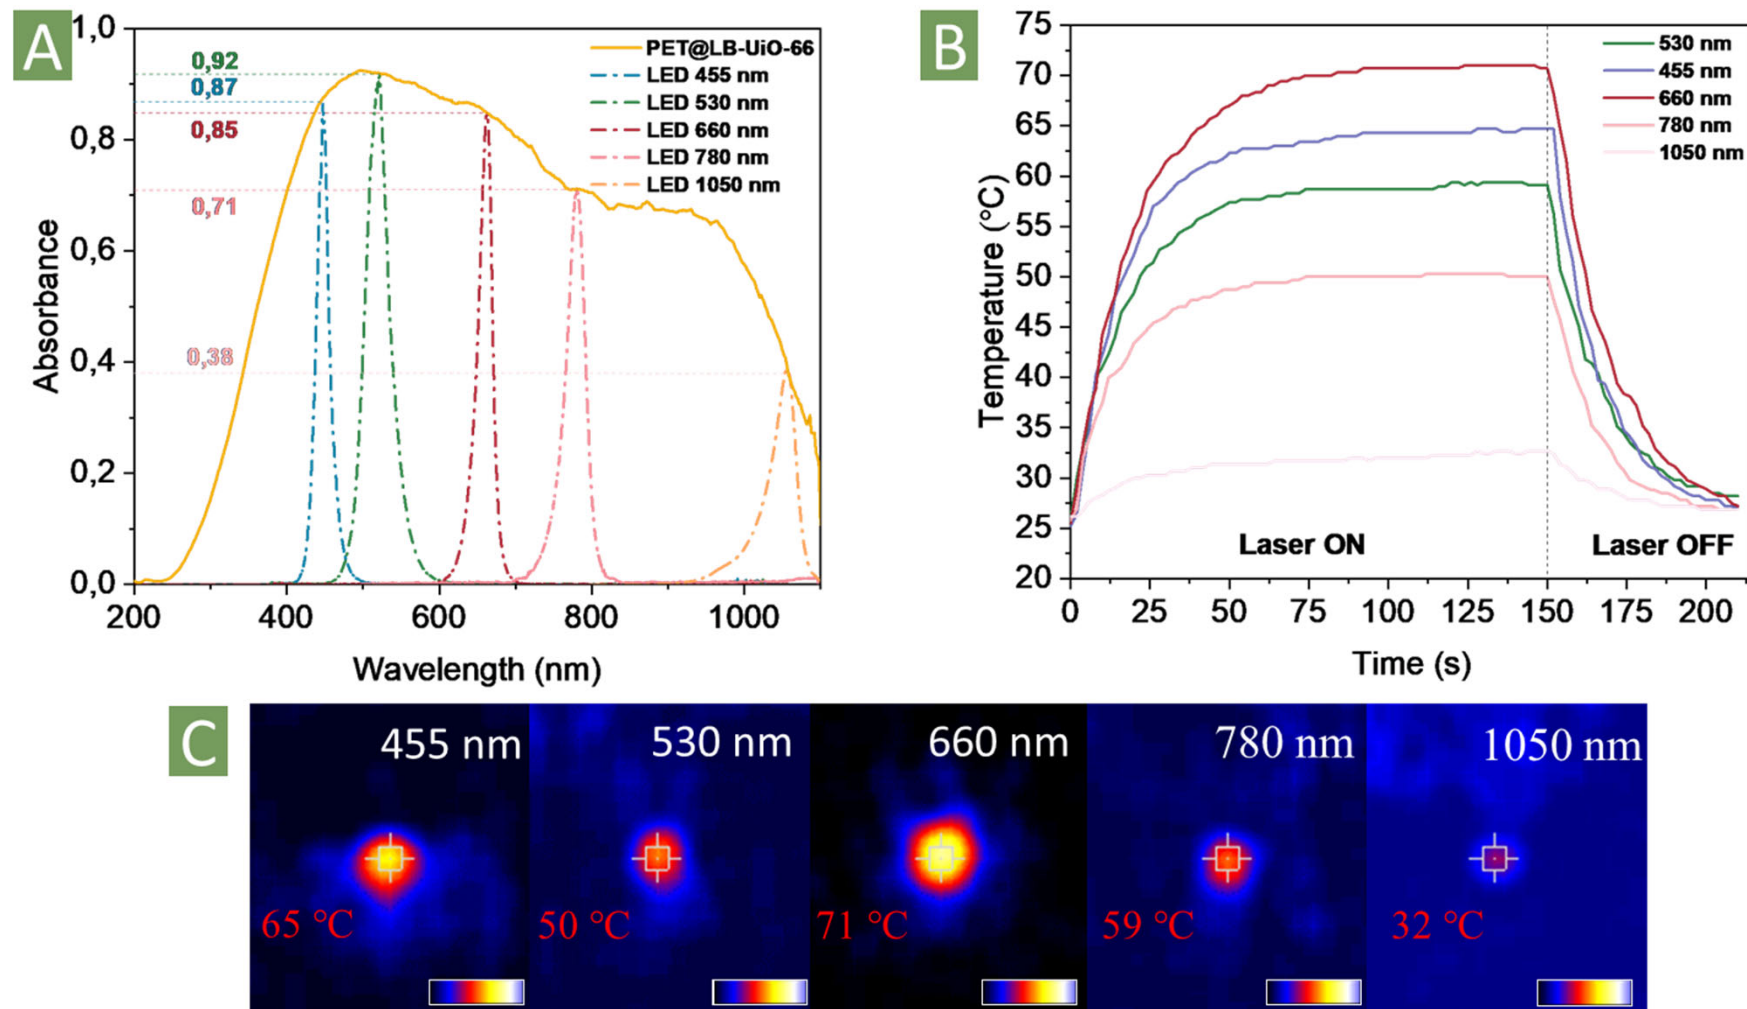 A
1,0
0,8
0,6
0,4
0,2
0,0
Absorbance
0,92
0,87
0,85
0,71
0,38
PET@LB-UiO-66
LED 455 nm
LED 530 nm
LED 660 nm
LED 780 nm
LED 1050 nm
200 400 600 800 1000
Wavelength (nm)
B
75
70
65
60
55
50
45
40
35
30
25
20
Temperature (°C)
530 nm
455 nm
660 nm
780 nm
1050 nm
Laser ON Laser OFF
0 25 50 75 100 125 150 175 200
Time (s)
C
455 nm 530 nm 660 nm 780 nm 1050 nm
65 °C 50 °C 71 °C 59 °C 32 °C